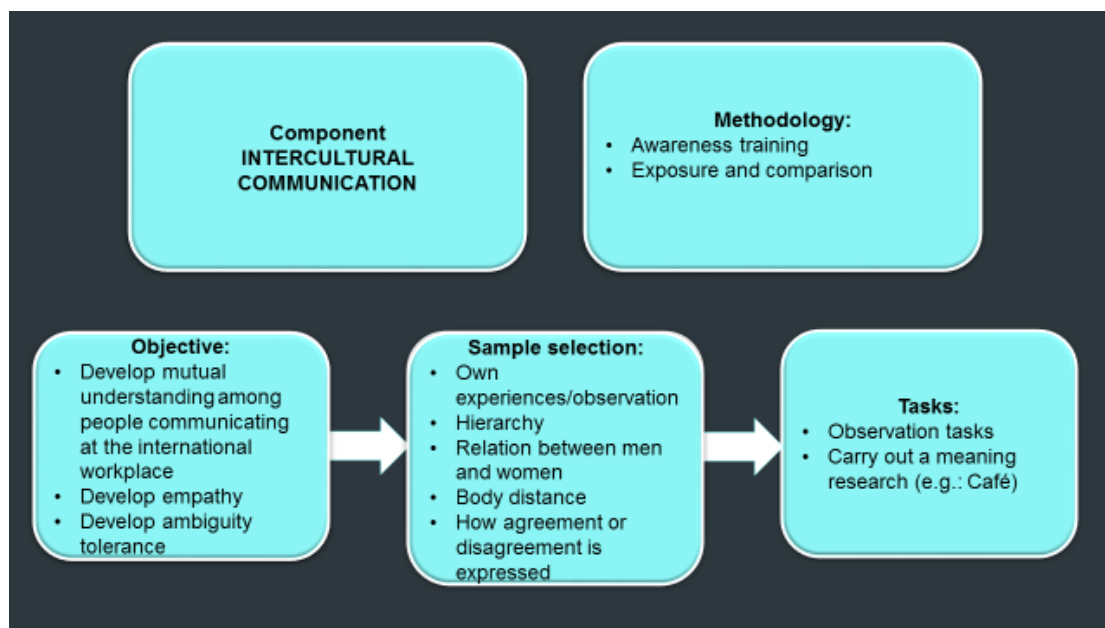 Component
INTERCULTURAL
COMMUNICATION
Methodology:
• Awareness training
• Exposure and comparison
Objective:
• Develop mutual
understanding among
people communicating
at the international
workplace
• Develop empathy
• Develop ambiguity
tolerance
Sample selection:
• Own
experiences/observation
• Hierarchy
• Relation between men
and women
• Body distance
• How agreement or
disagreement is
expressed
Tasks:
• Observation tasks
• Carry out a meaning
research (e.g.: Café)